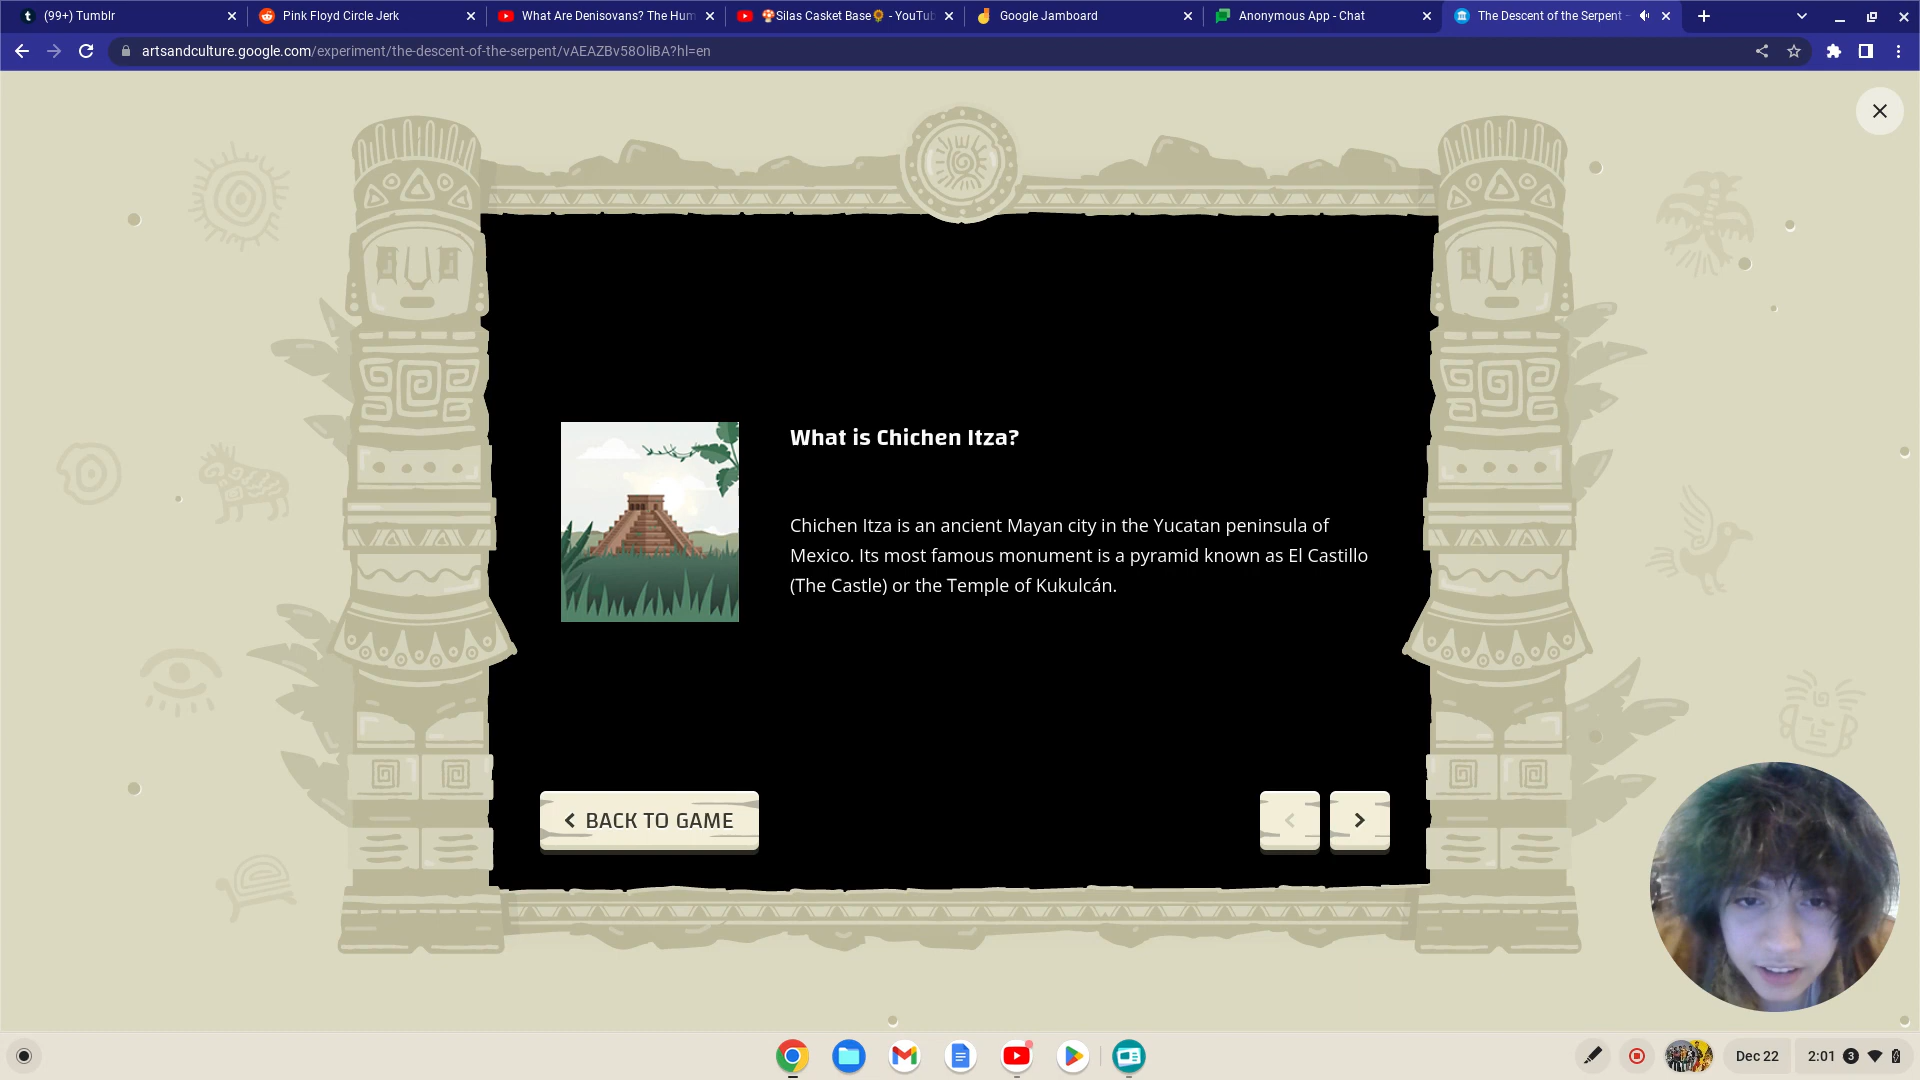 (99+) Tumblr
Pink Floyd Circle Jerk
What Are Denisovans? The Hum
🍄Silas Casket Base🌻 - YouTub
Google Jamboard
Anonymous App - Chat
The Descent of the Serpent -
artsandculture.google.com/experiment/the-descent-of-the-serpent/vAEAZBv58OliBA?hl=en
What is Chichen Itza?
Chichen Itza is an ancient Mayan city in the Yucatan peninsula of
Mexico. Its most famous monument is a pyramid known as El Castillo
(The Castle) or the Temple of Kukulcán.
BACK TO GAME
Dec 22
2:01
3